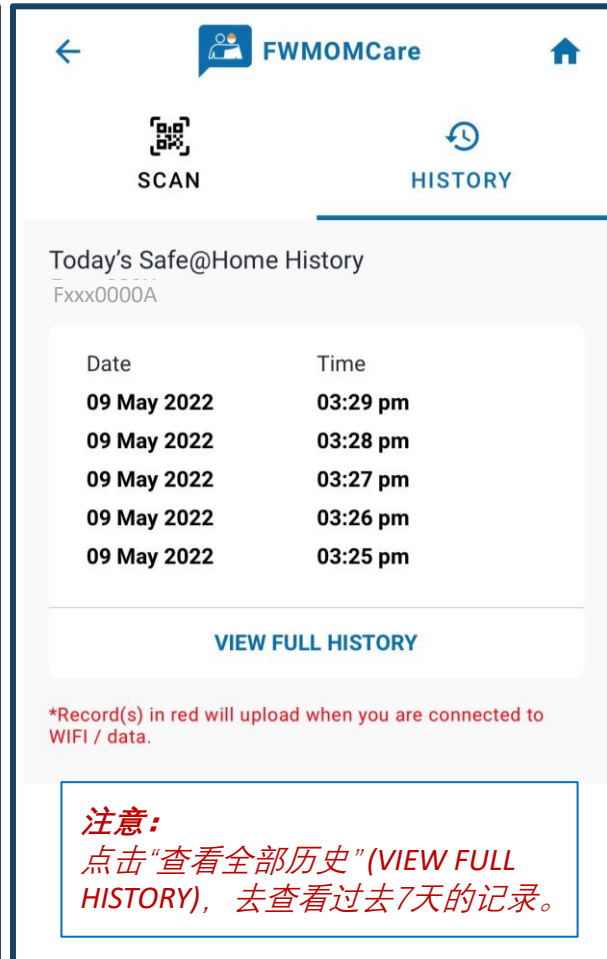 FWMOMCare
SCAN
HISTORY
Today's Safe@Home History
Fxxx0000A
Date Time
09 May 2022 03:29 pm
09 May 2022 03:28 pm
09 May 2022 03:27 pm
09 May 2022 03:26 pm
09 May 2022 03:25 pm
VIEW FULL HISTORY
*Record(s) in red will upload when you are connected to
WIFI / data.
注意：
点击“查看全部历史” (VIEW FULL
HISTORY)， 去查看过去7天的记录。